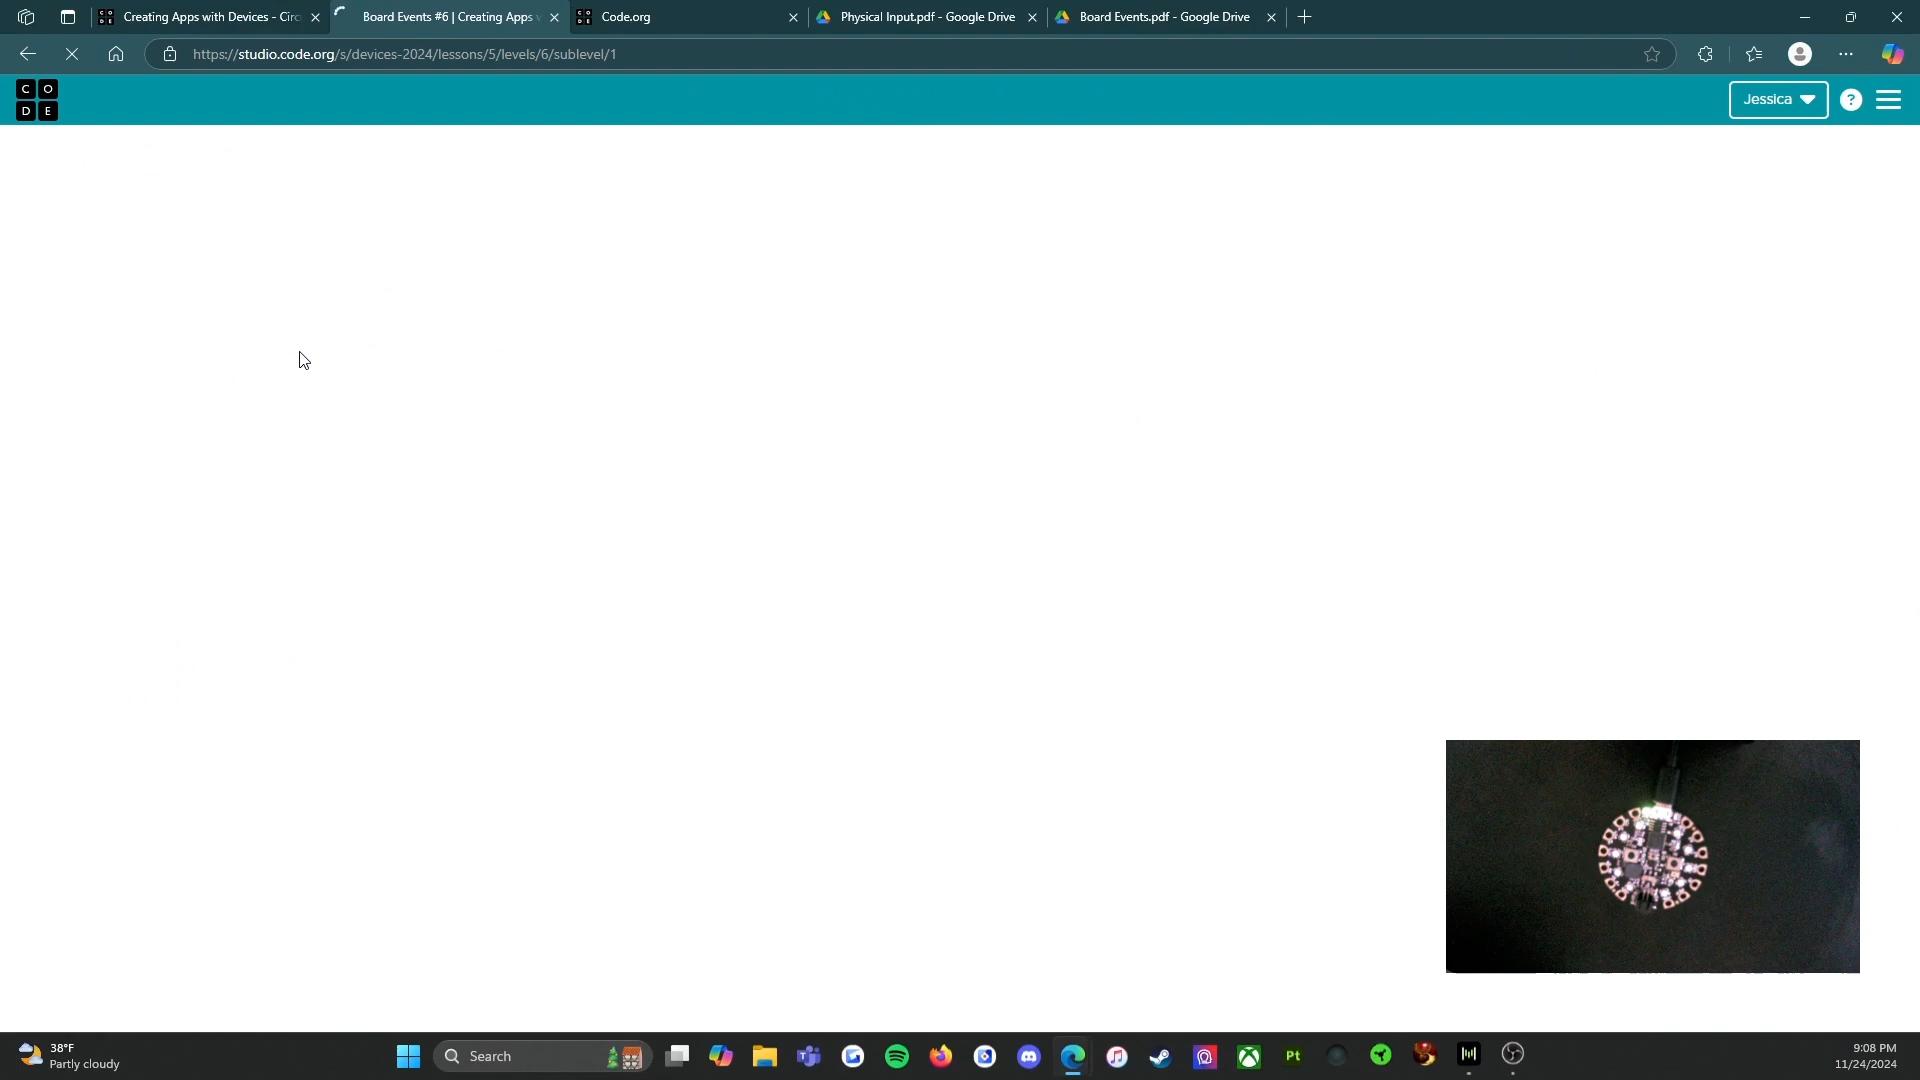 Creating Apps with Devices - Circ
Board Events #6 | Creating Apps w
Code.org
Physical Input.pdf - Google Drive
Board Events.pdf - Google Drive
https://studio.code.org/s/devices-2024/lessons/5/levels/6/sublevel/1
C O
D E
Jessica
?
38°F
Partly cloudy
Search
Pt
9:08 PM
11/24/2024